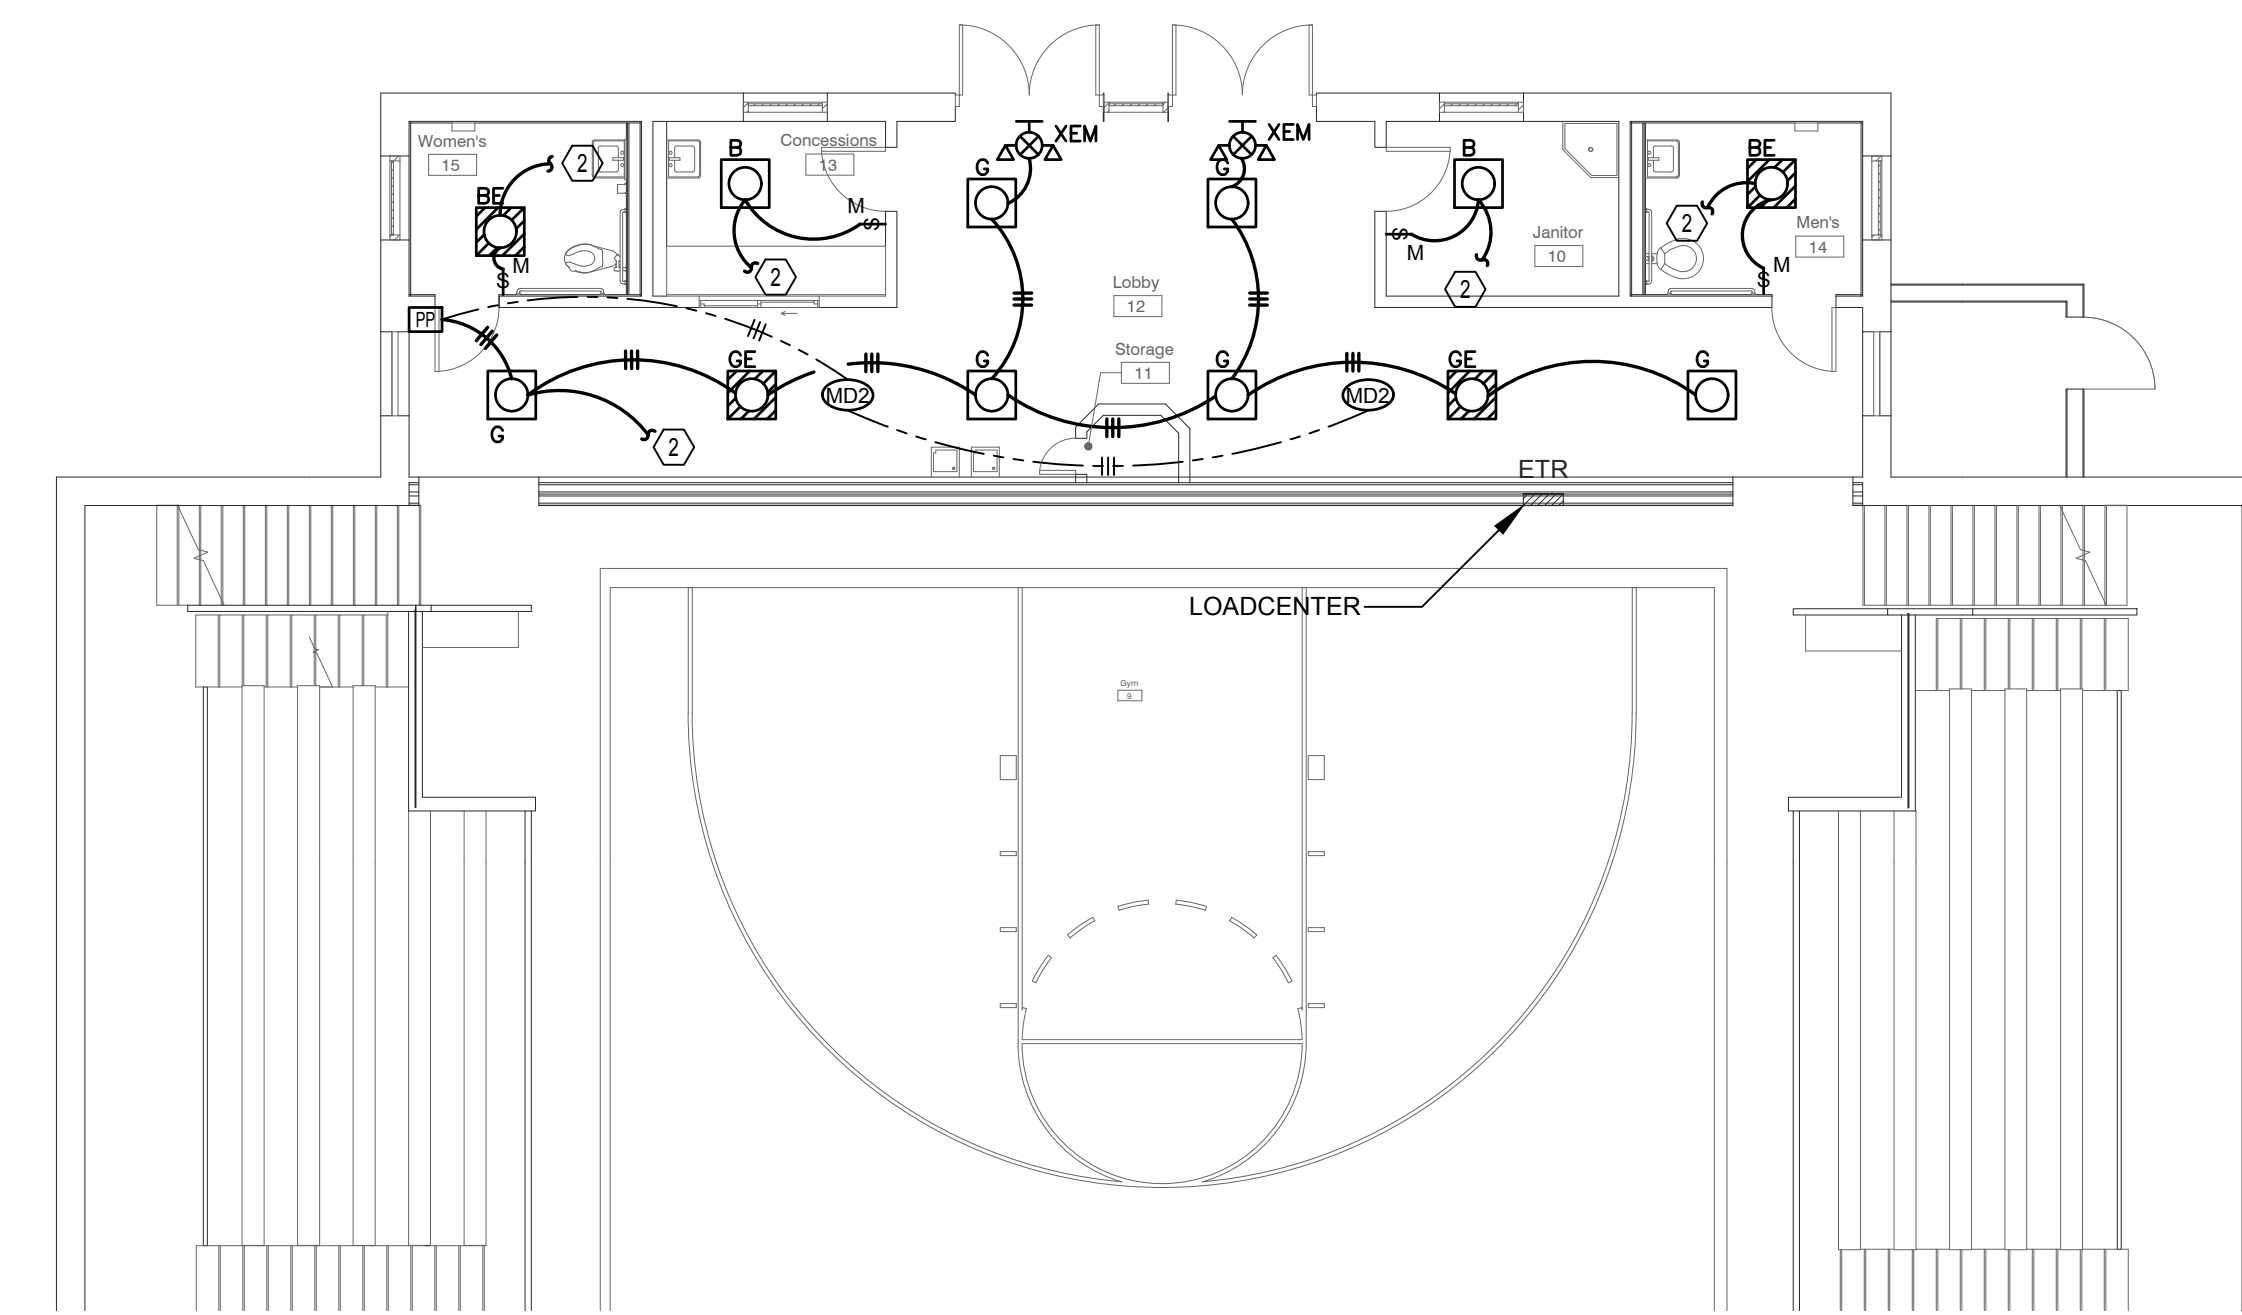 XEM
XEM
Women's
15
2
BE
M
$
B
Concessions
13
M
$
2
G
G
B
$
M
Janitor
10
2
BE
2
Men's
14
M
$
Lobby
12
PP
Storage
11
G
2
GE
MD2
G
G
MD2
GE
G
ETR
LOADCENTER
Gym
9